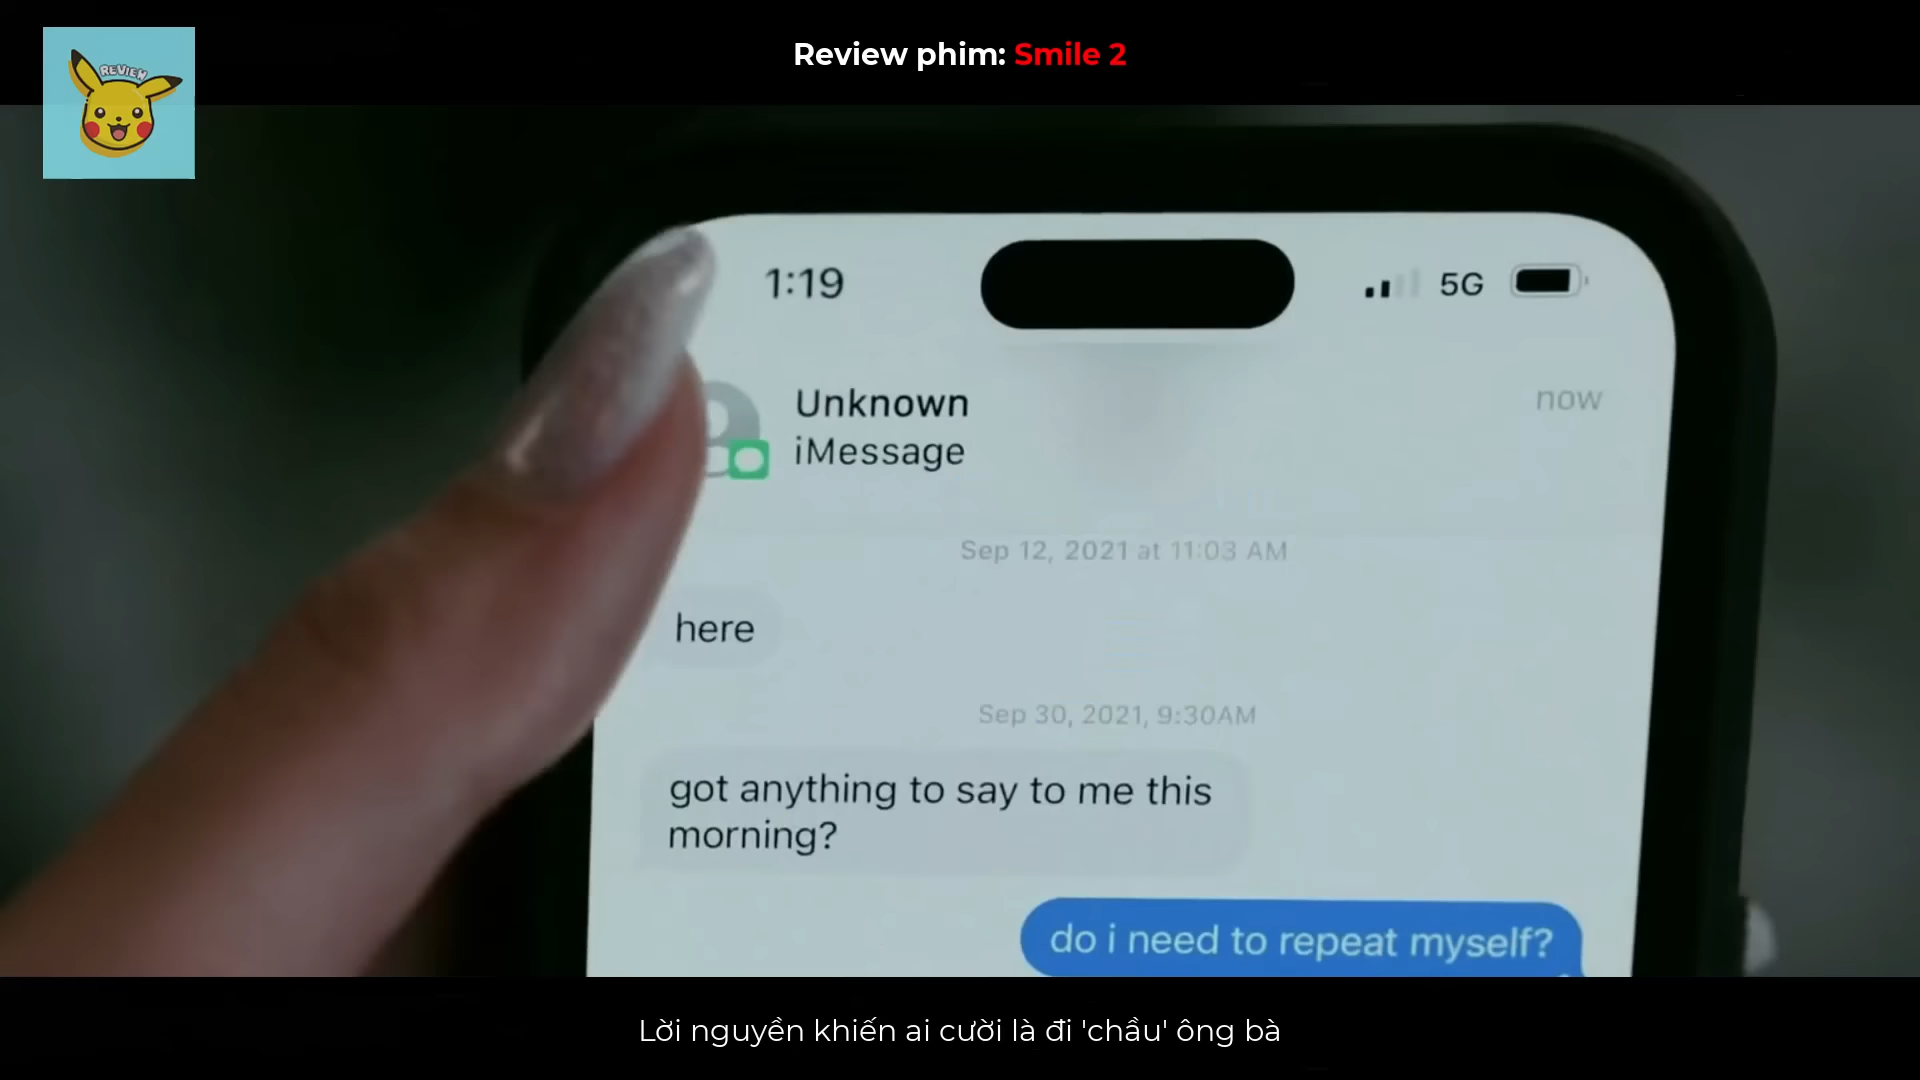 Review phim: Smile 2
REVIEW
1:19
5G
Unknown
now
iMessage
Sep 12, 2021 at 11:03 AM
here
Sep 30, 2021, 9:30AM
got anything to say to me this
morning?
do i need to repeat myself?
Lời nguyền khiến ai cười là đi 'chầu' ông bà